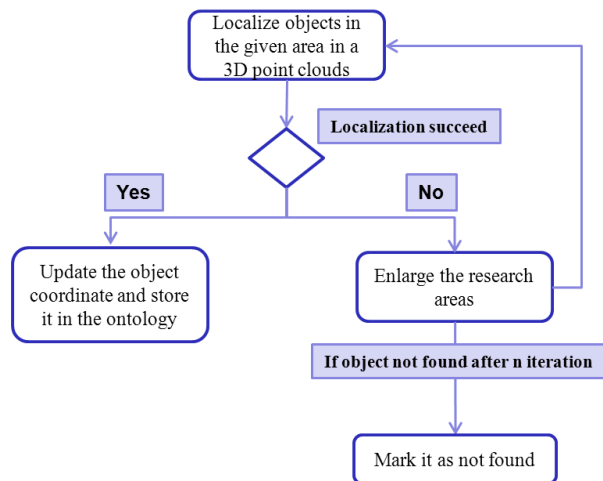 Localize objects in
the given area in a
3D point clouds
Localization succeed
Yes
No
Update the object
coordinate and store
it in the ontology
Enlarge the research
areas
If object not found after n iteration
Mark it as not found